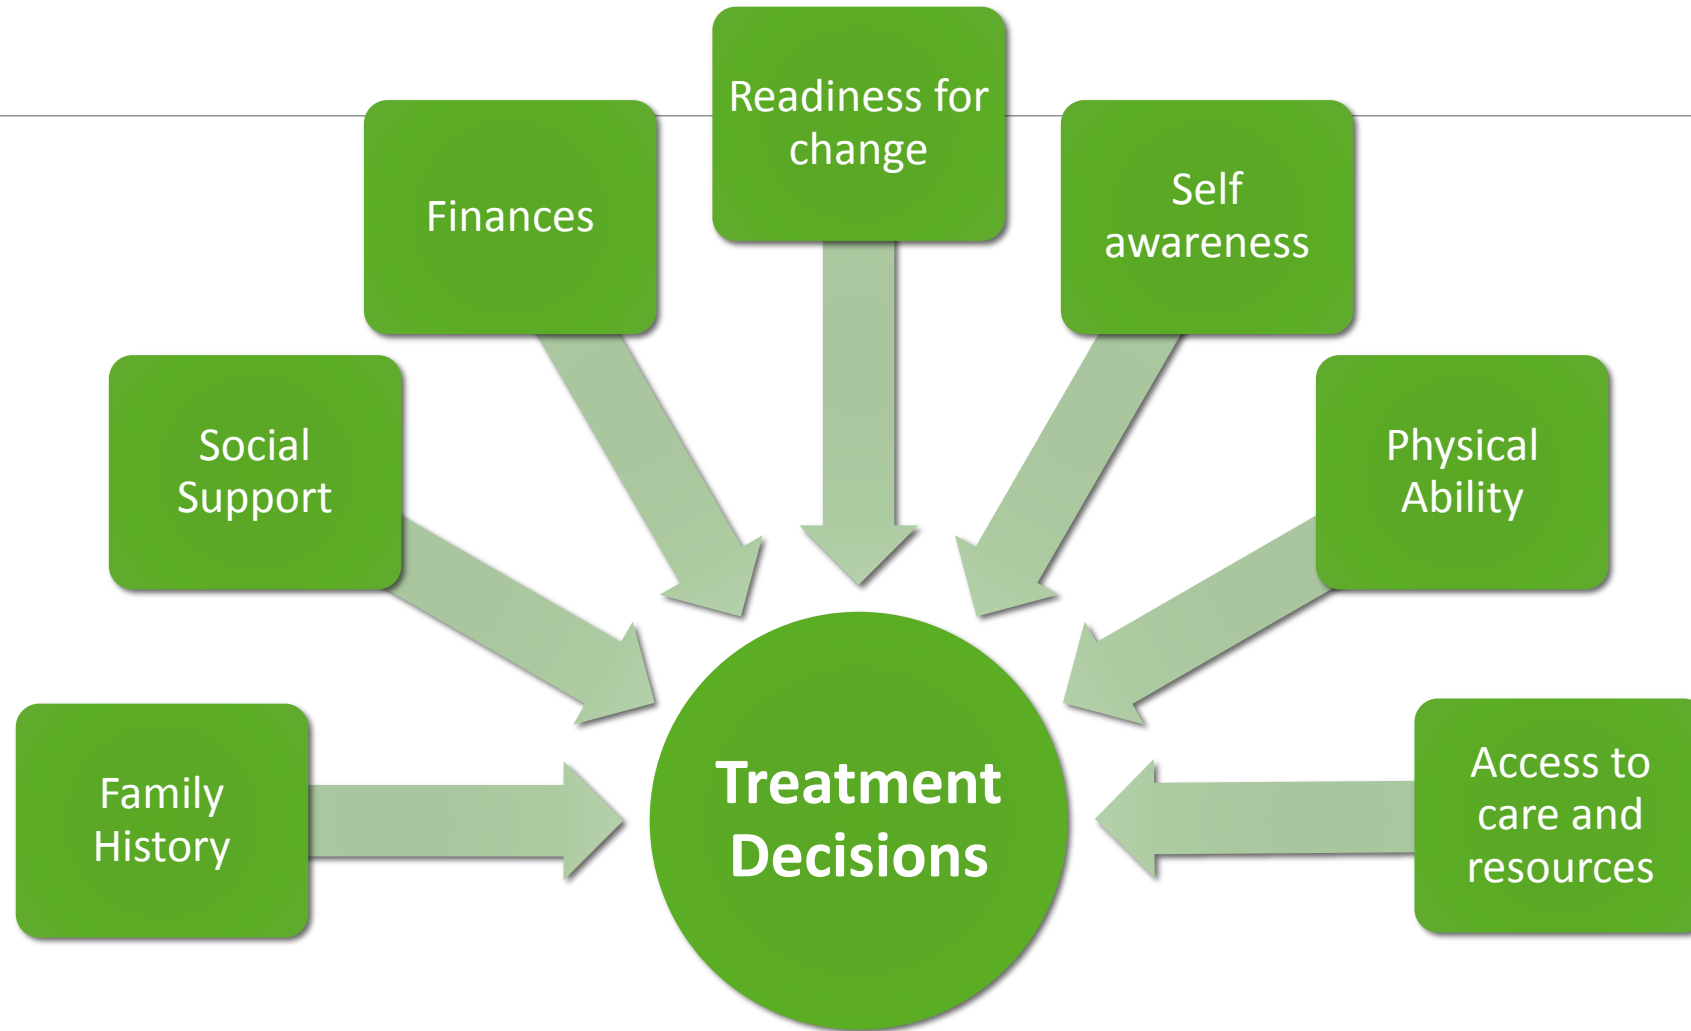 Readiness for
change
Finances
Self
awareness
Social
Support
Physical
Ability
Family
History
Treatment
Decisions
Access to
care and
resources